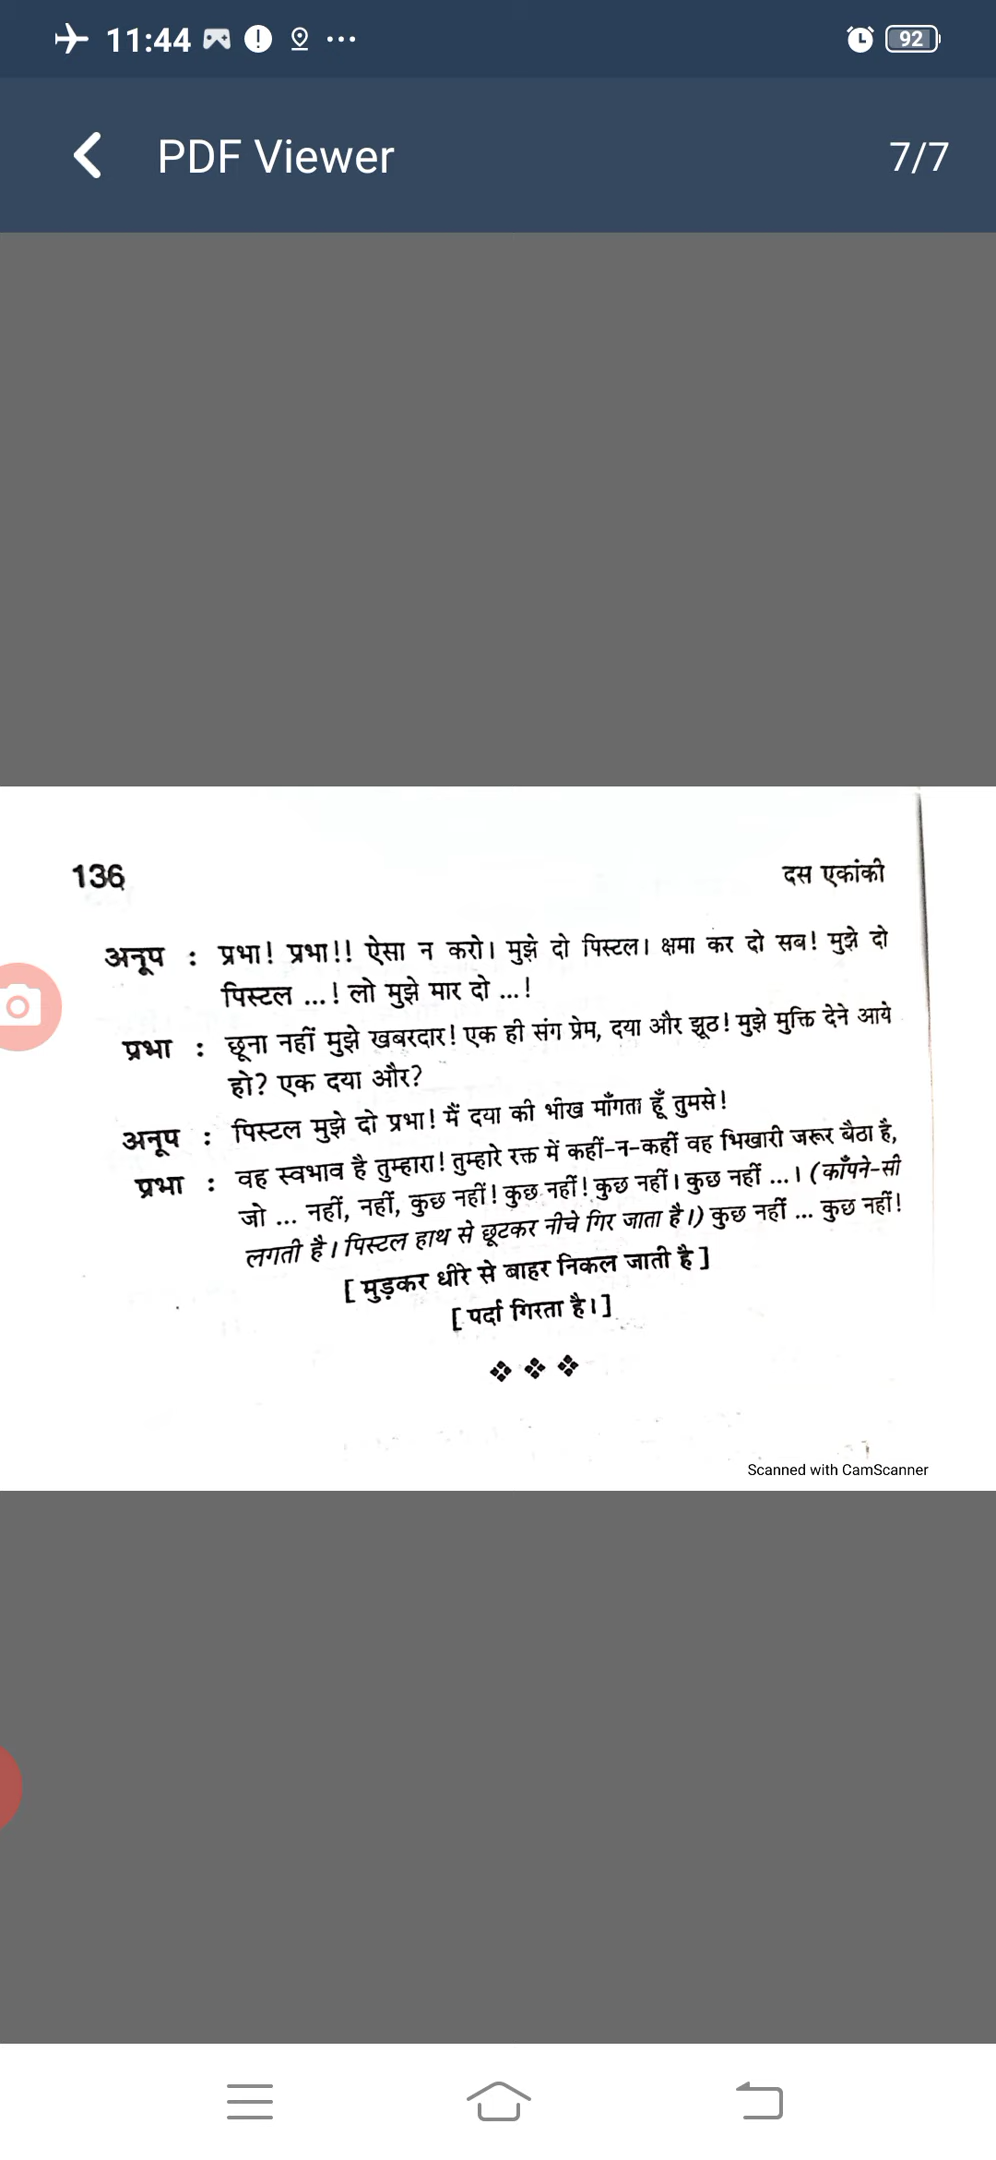 11:44
92
PDF Viewer
7/7
136
दस एकांकी
अनूप : प्रभा! प्रभा!! ऐसा न करो। मुझे दो पिस्टल। क्षमा कर दो सब! मुझे दो
पिस्टल ...! लो मुझे मार दो ...!
प्रभा : छूना नहीं मुझे खबरदार! एक ही संग प्रेम, दया और झूठ! मुझे मुक्ति देने आये
हो? एक दया और?
अनूप : पिस्टल मुझे दो प्रभा! मैं दया की भीख माँगता हूँ तुमसे!
प्रभा : वह स्वभाव है तुम्हारा! तुम्हारे रक्त में कहीं-न-कहीं वह भिखारी जरूर बैठा है,
जो ... नहीं, नहीं, कुछ नहीं! कुछ नहीं! कुछ नहीं। कुछ नहीं ...। (काँपने-सी
लगती है। पिस्टल हाथ से छूटकर नीचे गिर जाता है।) कुछ नहीं ... कुछ नहीं!
[ मुड़कर धीरे से बाहर निकल जाती है ]
[ पर्दा गिरता है। ]
Scanned with CamScanner